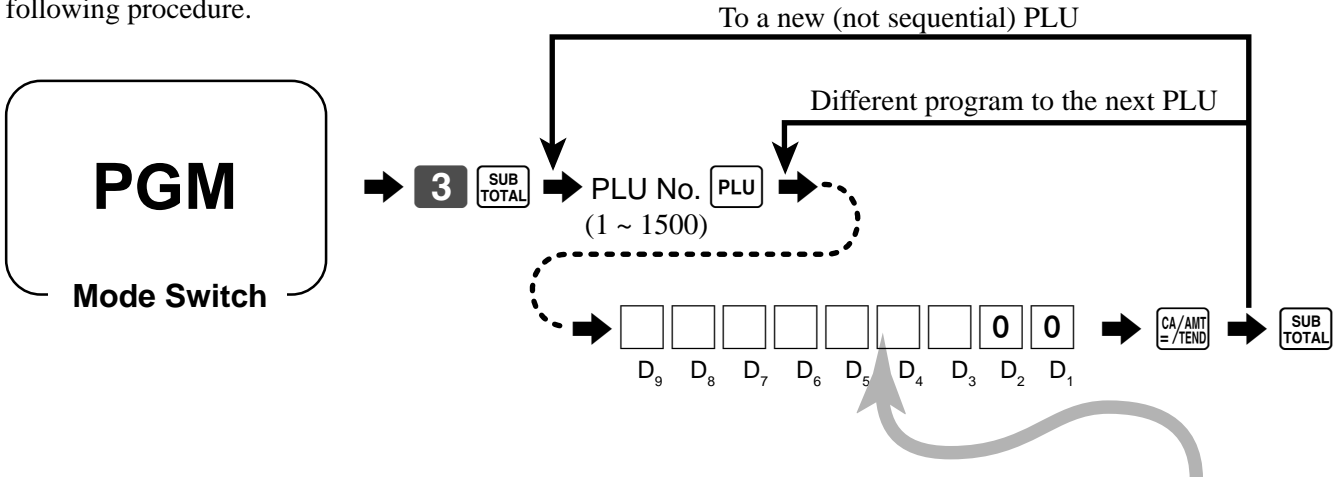 following procedure.
To a new (not sequential) PLU
Different program to the next PLU
PGM
Mode Switch
3 SUB TOTAL PLU No. PLU
(1 ~ 1500)
0 0 CA/AMT =/TEND SUB TOTAL
D9 D8 D7 D6 D5 D4 D3 D2 D1